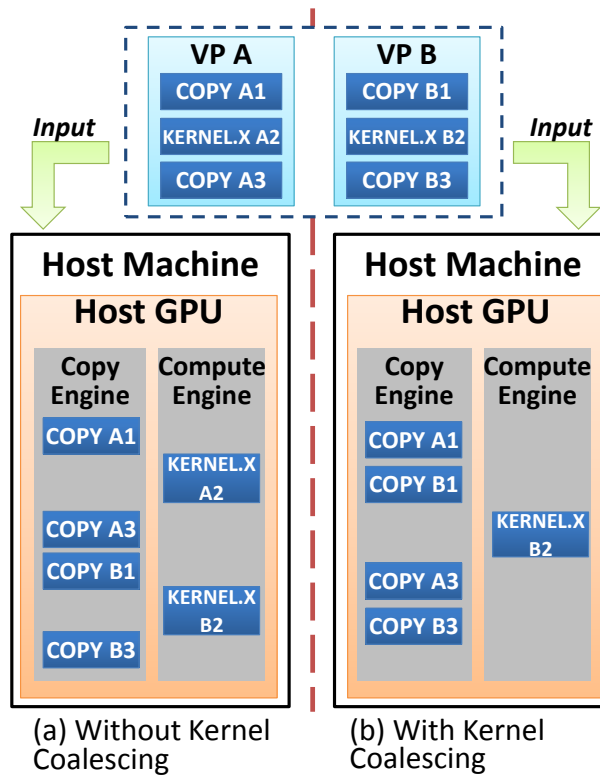 VP A
COPY A1
KERNEL.X A2
COPY A3
VP B
COPY B1
KERNEL.X B2
COPY B3
Input
Input
Host Machine
Host GPU
Copy
Engine
COPY A1
COPY A3
COPY B1
COPY B3
Compute
Engine
KERNEL.X
A2
KERNEL.X
B2
(a) Without Kernel
Coalescing
Host Machine
Host GPU
Copy
Engine
COPY A1
COPY B1
COPY A3
COPY B3
Compute
Engine
KERNEL.X
B2
(b) With Kernel
Coalescing